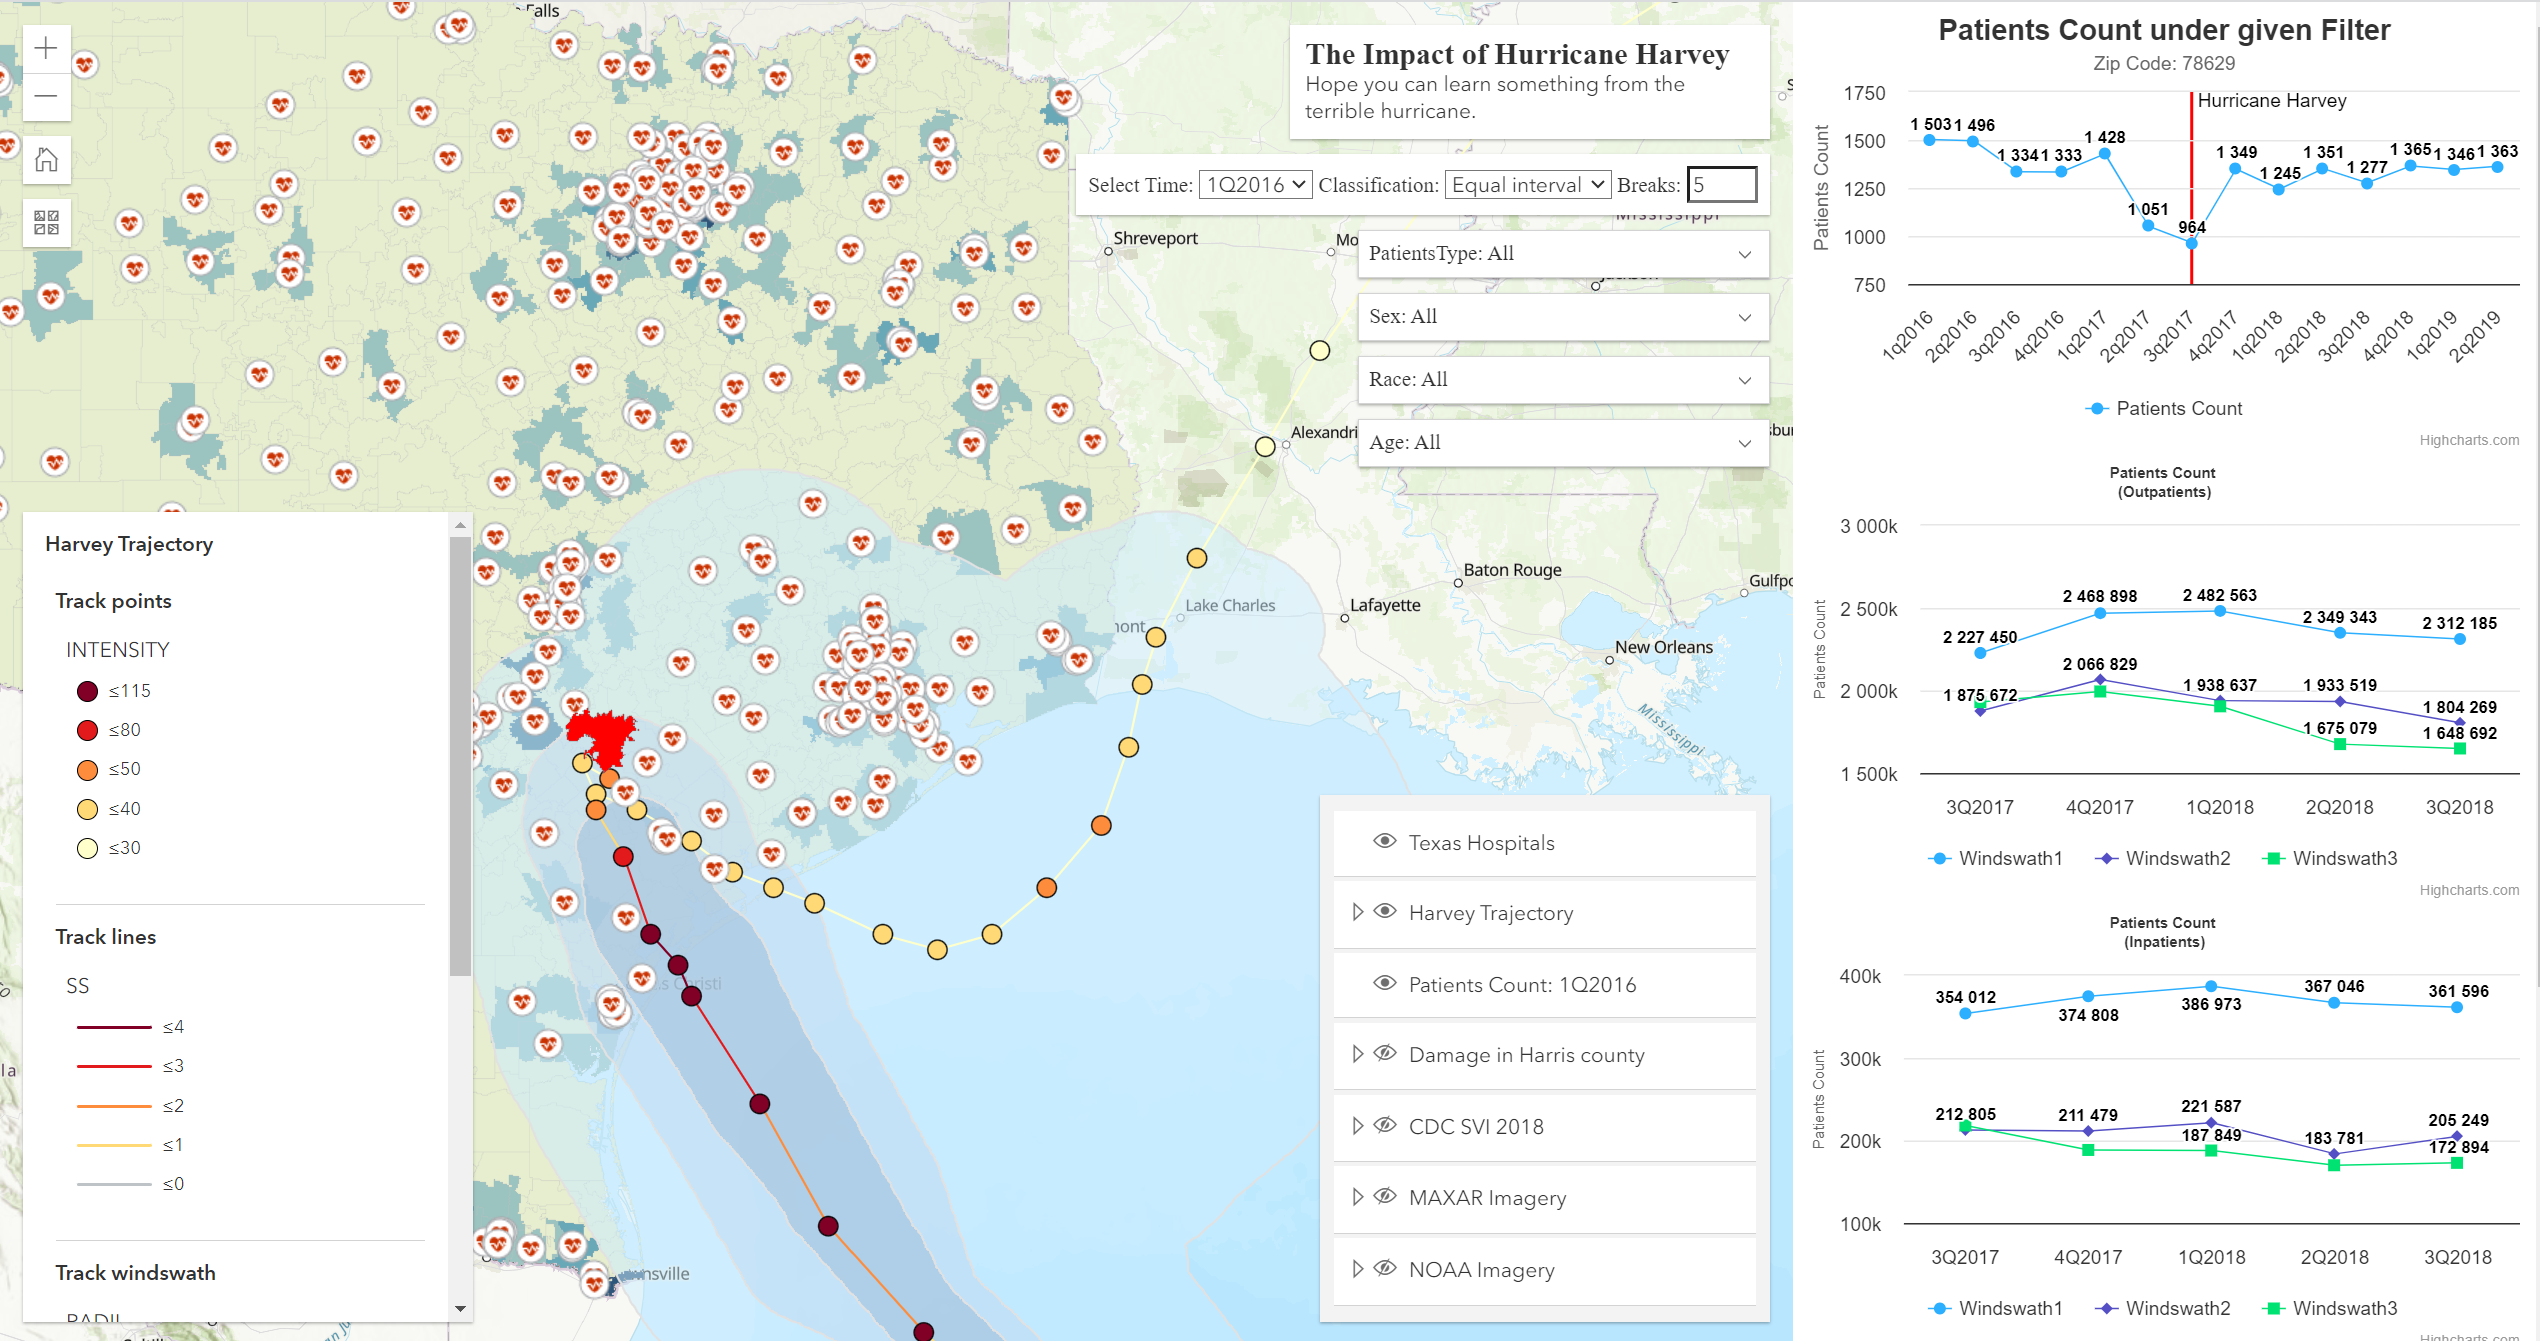 Falls
The Impact of Hurricane Harvey
Hope you can learn something from the
terrible hurricane.
Select Time: 1Q2016 Classification: Equal interval Breaks: 5
Mississippi
Shreveport
Mo
PatientsType: All
Jackson
Sex: All
Race: All
Alexandri
sbur
Age: All
Baton Rouge
Gulfpo
Lake Charles
Lafayette
mont
New Orleans
Mississippi
s Christi
nsville
Harvey Trajectory
Track points
INTENSITY
≤115
≤80
≤50
≤40
≤30
Track lines
SS
≤4
≤3
≤2
≤1
≤0
Track windswath
RADII
Texas Hospitals
Harvey Trajectory
Patients Count: 1Q2016
Damage in Harris county
CDC SVI 2018
MAXAR Imagery
NOAA Imagery
Patients Count under given Filter
Zip Code: 78629
Patients Count
1750
1500
1250
1000
750
Hurricane Harvey
1 503 1 496 1 334 1 333 1 428 1 051 964 1 349 1 245 1 351 1 277 1 365 1 346 1 363
1q2016 2q2016 3q2016 4q2016 1q2017 2q2017 3q2017 4q2017 1q2018 2q2018 3q2018 4q2018 1q2019 2q2019
Patients Count
Highcharts.com
Patients Count
(Outpatients)
Patients Count
3 000k
2 500k
2 000k
1 500k
2 227 450 2 468 898 2 482 563 2 349 343 2 312 185
1 875 672 2 066 829 1 938 637 1 933 519 1 804 269
1 675 079 1 648 692
3Q2017 4Q2017 1Q2018 2Q2018 3Q2018
Windswath1 Windswath2 Windswath3
Highcharts.com
Patients Count
(Inpatients)
Patients Count
400k
300k
200k
100k
354 012 374 808 386 973 367 046 361 596
212 805 211 479 221 587 183 781 205 249
187 849 172 894
3Q2017 4Q2017 1Q2018 2Q2018 3Q2018
Windswath1 Windswath2 Windswath3
Highcharts.com